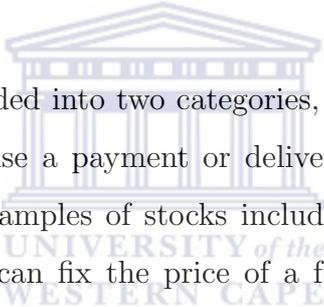 ded into two categories,
se a payment or deliver
amples of stocks includ
UNIVERSITY of the
can fix the price of a f
WESTERN CAPE